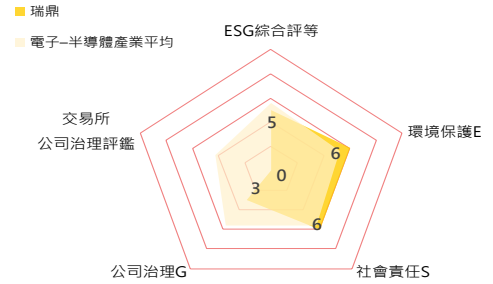 瑞鼎
電子–半導體產業平均
ESG綜合評等
交易所
公司治理評鑑
環境保護E
5
6
0
3
6
公司治理G
社會責任S